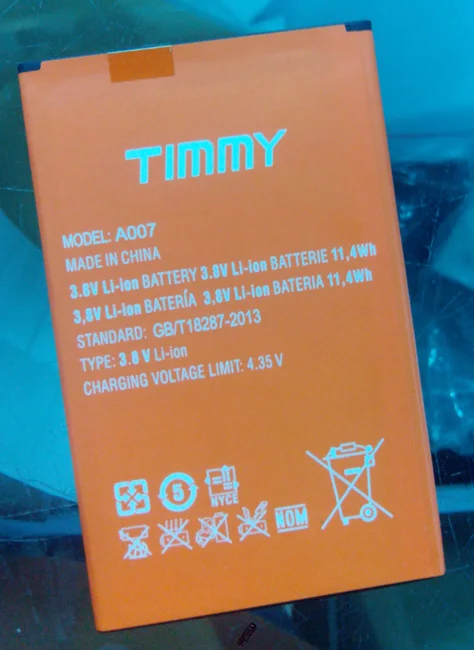 TIMMY
MODEL: A007
MADE IN CHINA
3.8V Li-ion BATTERY 3.8V Li-ion BATTERIE 11,4Wh
3,8V Li-ion BATERÍA 3,8V Li-ion BATERIA 11,4Wh
STANDARD: GB/T18287-2013
TYPE: 3.8 V Li-ion
CHARGING VOLTAGE LIMIT: 4.35 V
5
NYCE
NOM